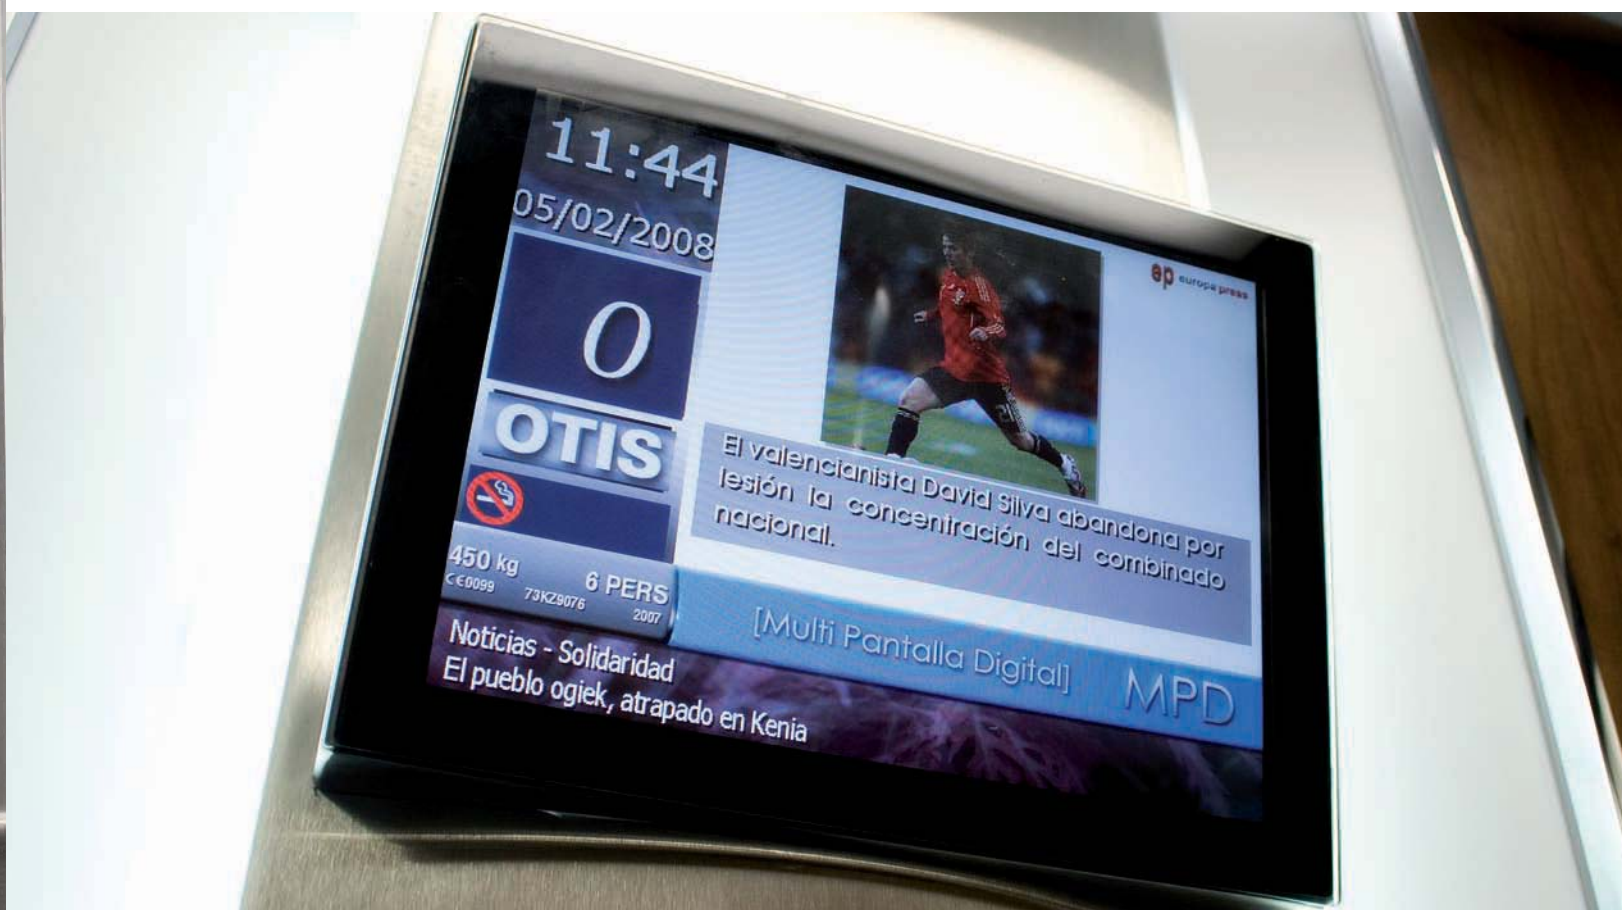 11:44
05/02/2008
0
OTIS
450 kg
6 PERS
CE0099
73KZ9076
2007
ep europa press
El valencianista David Silva abandona por
lesión la concentración del combinado
nacional.
[Multi Pantalla Digital]
MPD
Noticias - Solidaridad
El pueblo ogiek, atrapado en Kenia